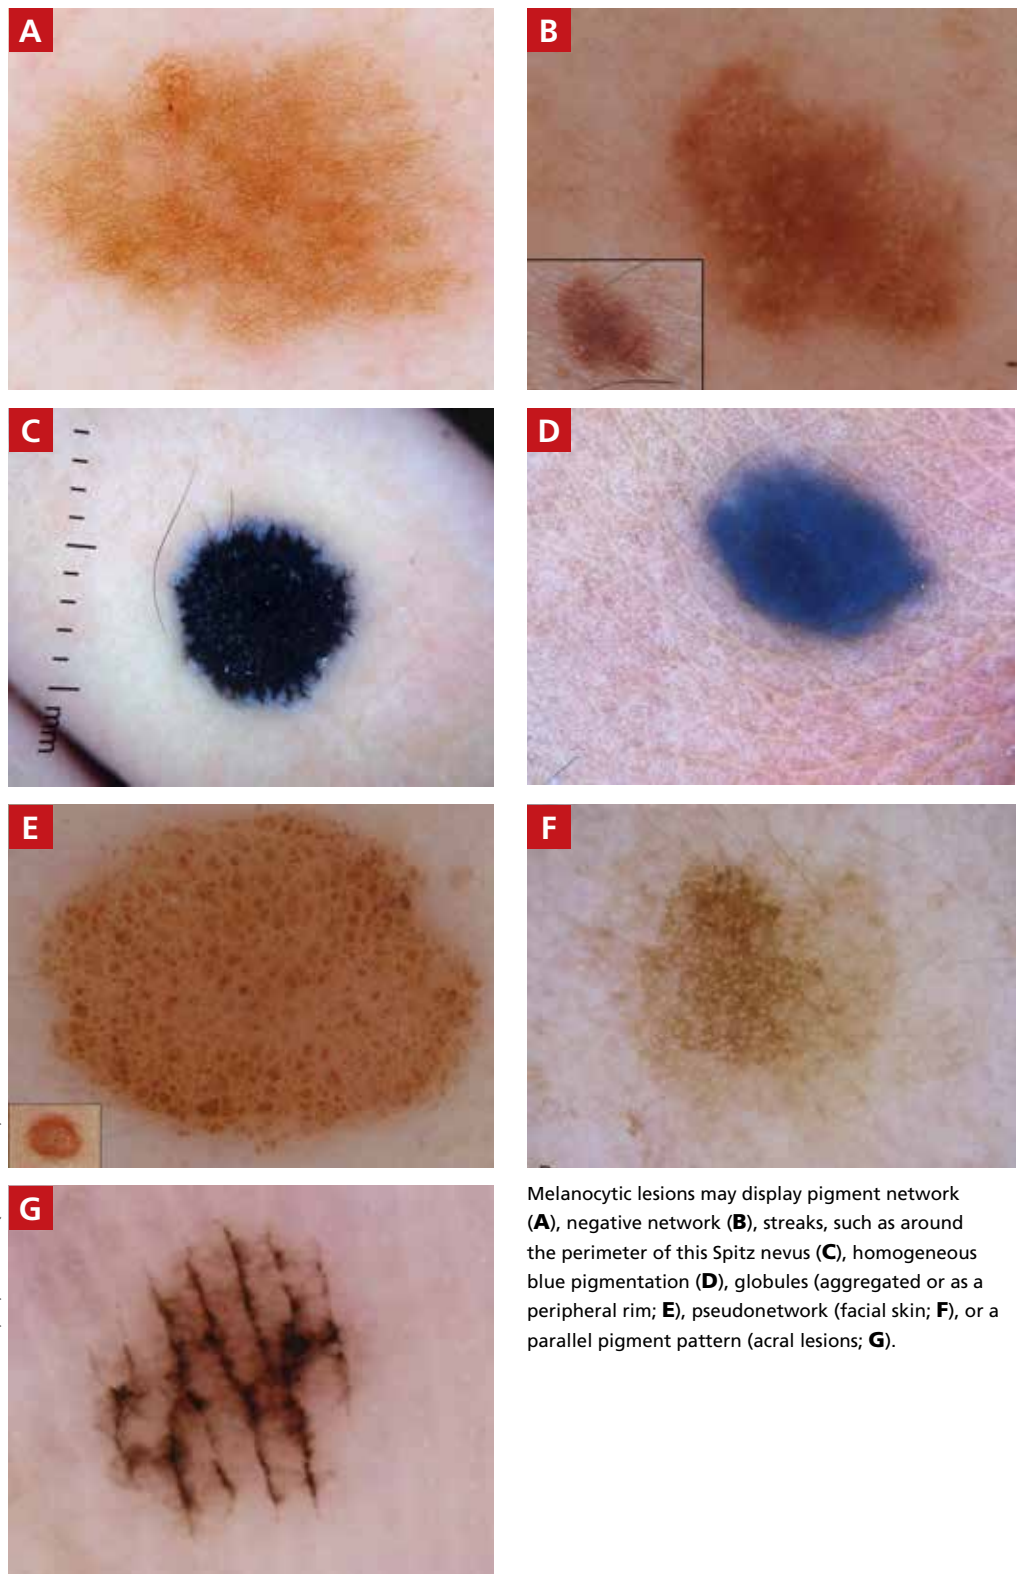 A
B
C
mm
D
E
F
G
Melanocytic lesions may display pigment network
(A), negative network (B), streaks, such as around
the perimeter of this Spitz nevus (C), homogeneous
blue pigmentation (D), globules (aggregated or as a
peripheral rim; E), pseudonetwork (facial skin; F), or a
parallel pigment pattern (acral lesions; G).